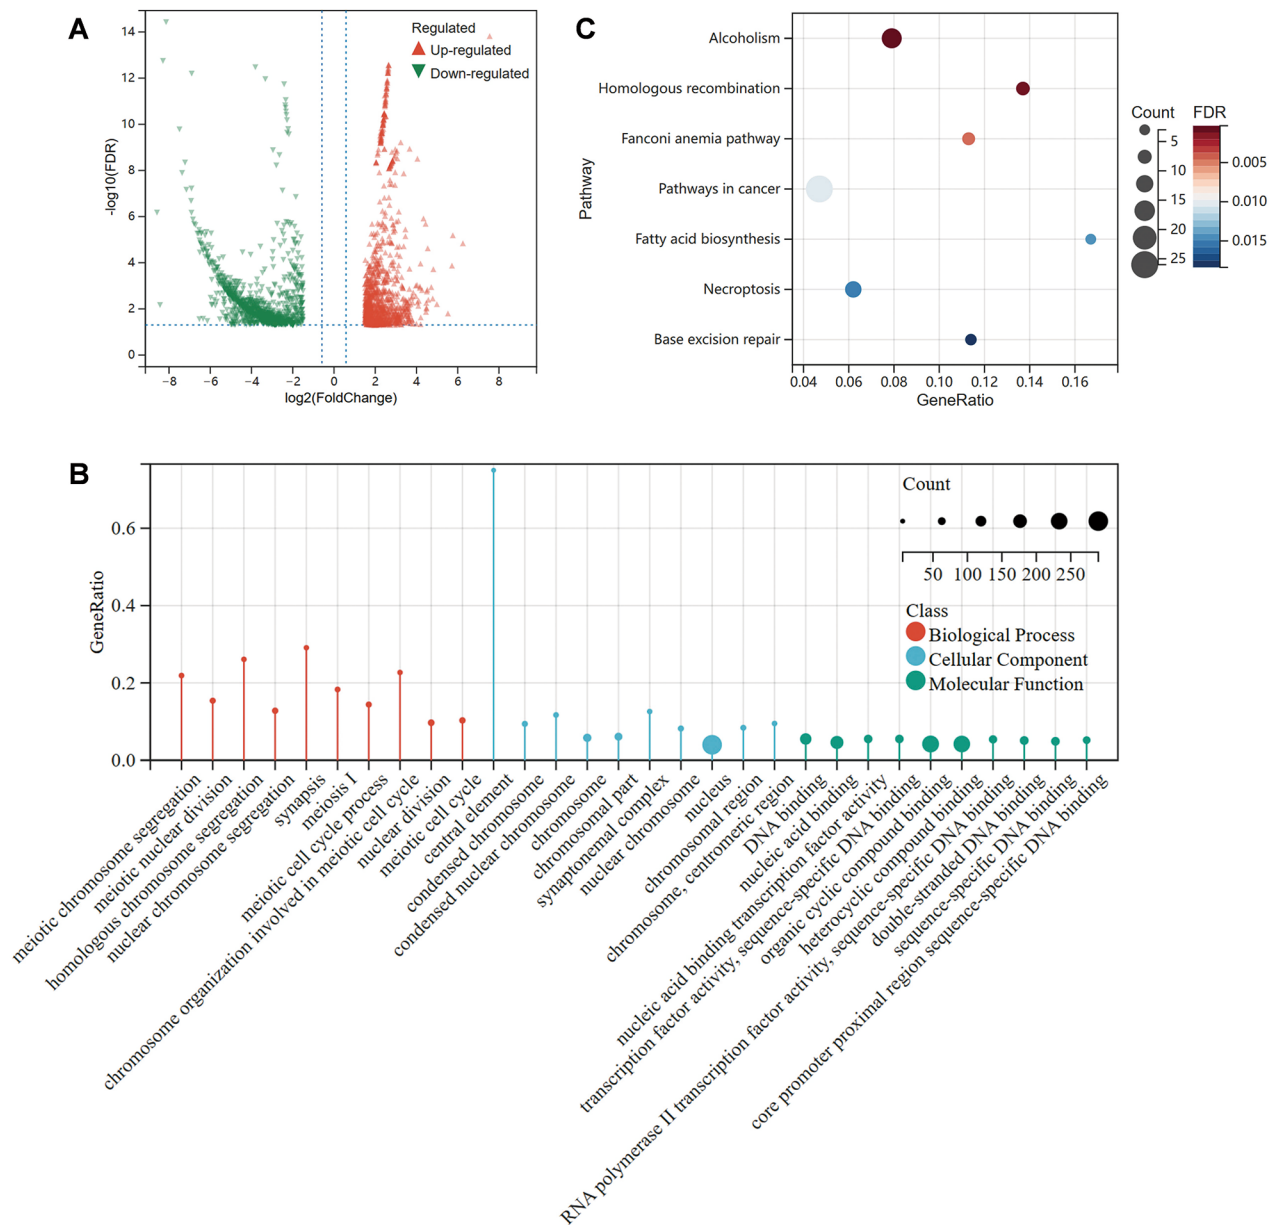 A
Regulated
Up-regulated
Down-regulated
-log10(FDR)
14
12
10
8
6
4
2
0
−8
−6
−4
−2
0
2
4
6
8
log2(FoldChange)
C
Pathway
Alcoholism
Homologous recombination
Fanconi anemia pathway
Pathways in cancer
Fatty acid biosynthesis
Necroptosis
Base excision repair
0.04
0.06
0.08
0.10
0.12
0.14
0.16
GeneRatio
Count
5
10
15
20
25
FDR
0.005
0.010
0.015
B
GeneRatio
0.6
0.4
0.2
0.0
Count
50
100
150
200
250
Class
Biological Process
Cellular Component
Molecular Function
meiotic chromosome segregation
meiotic nuclear division
homologous chromosome segregation
nuclear chromosome segregation
synapsis
meiosis I
meiotic cell cycle process
chromosome organization involved in meiotic cell cycle
nuclear division
meiotic cell cycle
central element
condensed chromosome
condensed nuclear chromosome
chromosome
chromosomal part
synaptonemal complex
nuclear chromosome
nucleus
chromosomal region
chromosome, centromeric region
DNA binding
nucleic acid binding
nucleic acid binding transcription factor activity
transcription factor activity, sequence-specific DNA binding
organic cyclic compound binding
heterocyclic compound binding
RNA polymerase II transcription factor activity, sequence-specific DNA binding
double-stranded DNA binding
sequence-specific DNA binding
core promoter proximal region sequence-specific DNA binding